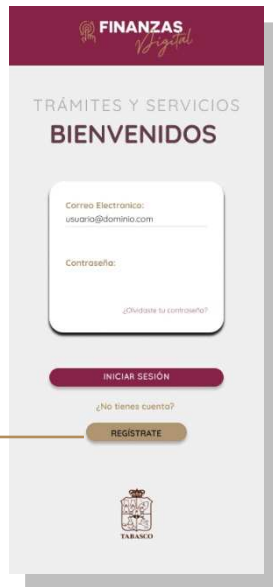 FINANZAS
Digital
TRÁMITES Y SERVICIOS
BIENVENIDOS
Correo Electronico:
usuario@dominio.com
Contraseña:
¿Olvidaste tu contraseña?
INICIAR SESIÓN
¿No tienes cuenta?
REGÍSTRATE
TABASCO